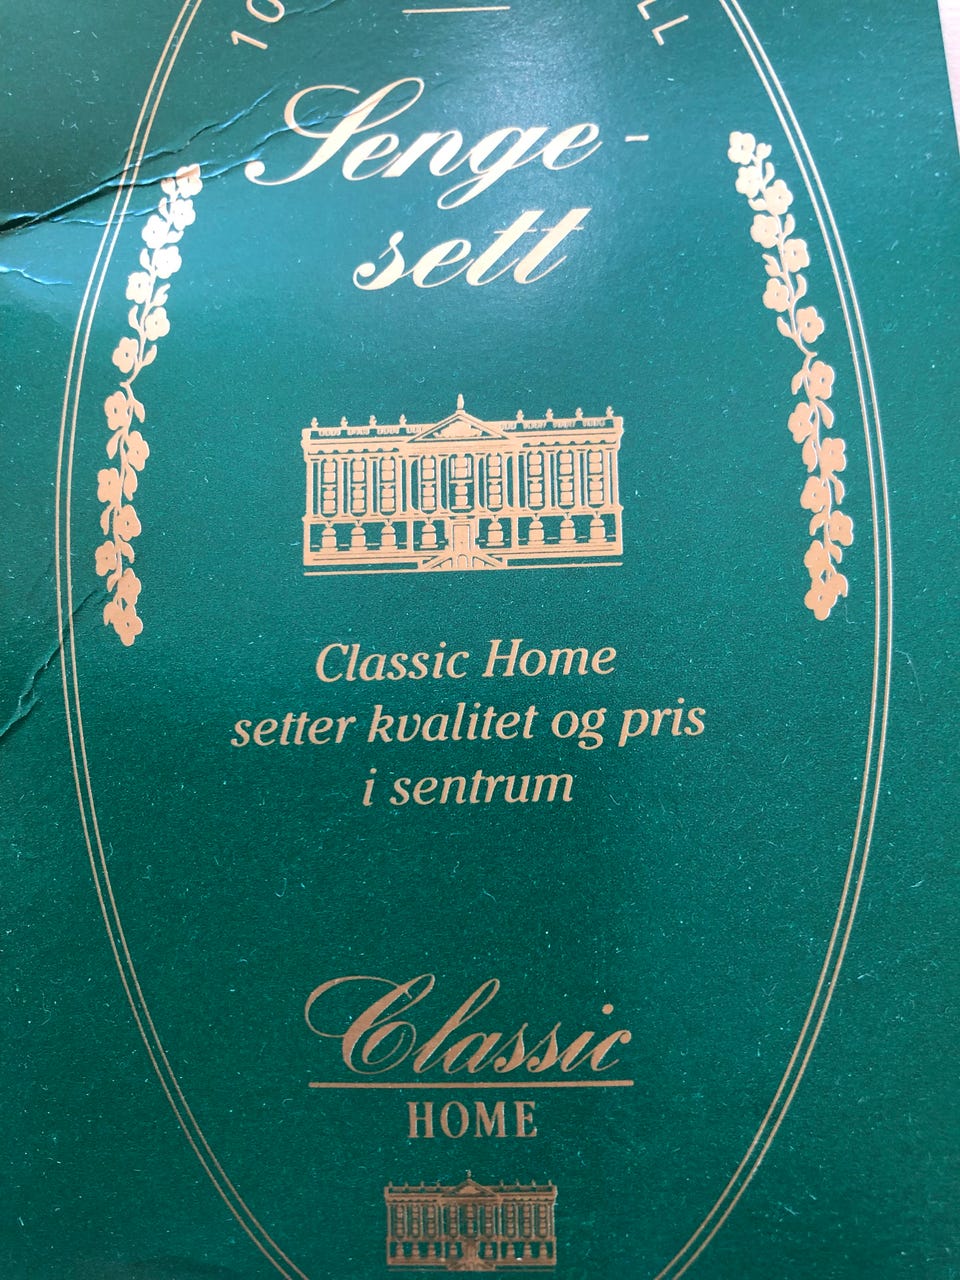 Senge-
sett
Classic Home
setter kvalitet og pris
i sentrum
Classic
HOME